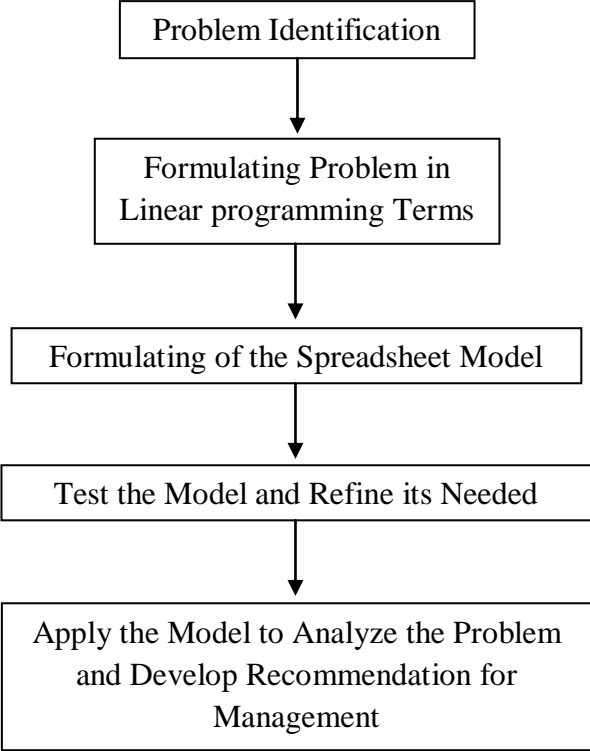 Problem Identification
Formulating Problem in
Linear programming Terms
Formulating of the Spreadsheet Model
Test the Model and Refine its Needed
Apply the Model to Analyze the Problem
and Develop Recommendation for
Management